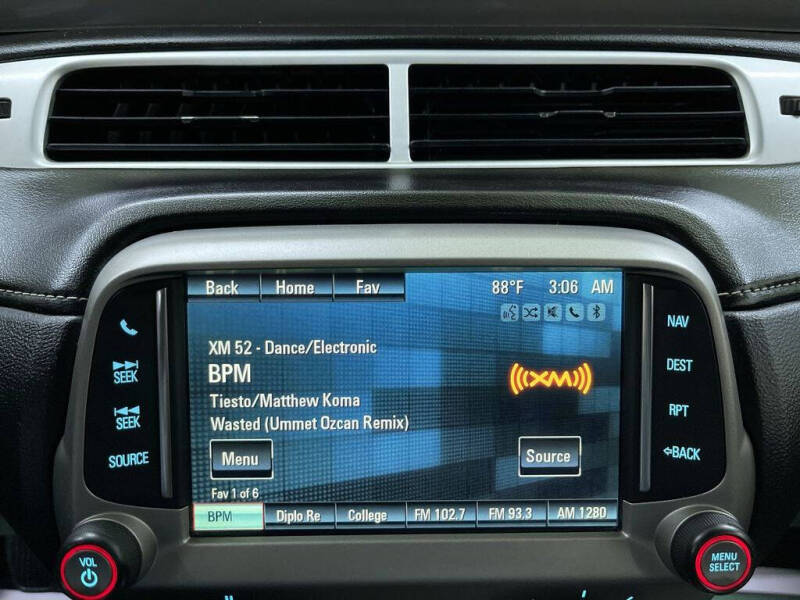 Back Home Fav 88°F 3:06 AM
XM 52 - Dance/Electronic
XM
BPM
Tiesto/Matthew Koma
Wasted (Ummet Ozcan Remix)
Menu Source
Fav 1 of 6
BPM Diplo Re College FM 102.7 FM 93.3 AM 1280
SEEK
SEEK
SOURCE
NAV
DEST
RPT
BACK
VOL
MENU
SELECT